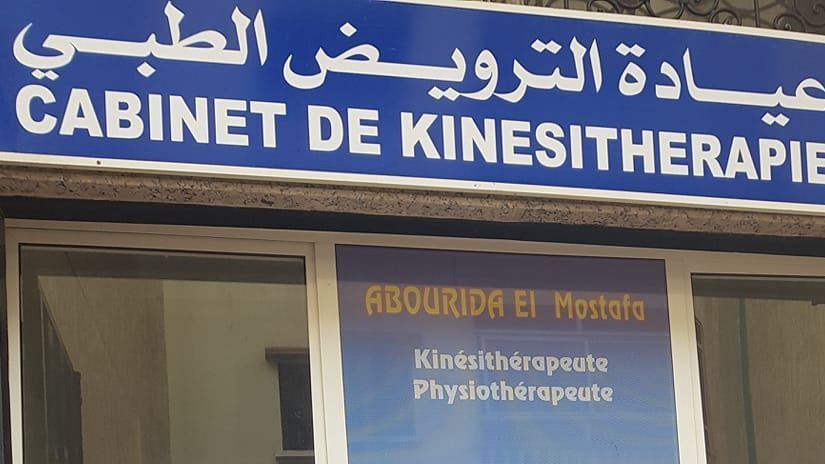 عيادة الترويض الطبي
CABINET DE KINESITHERAPIE
ABOURIDA El Mostafa
Kinésithérapeute
Physiothérapeute